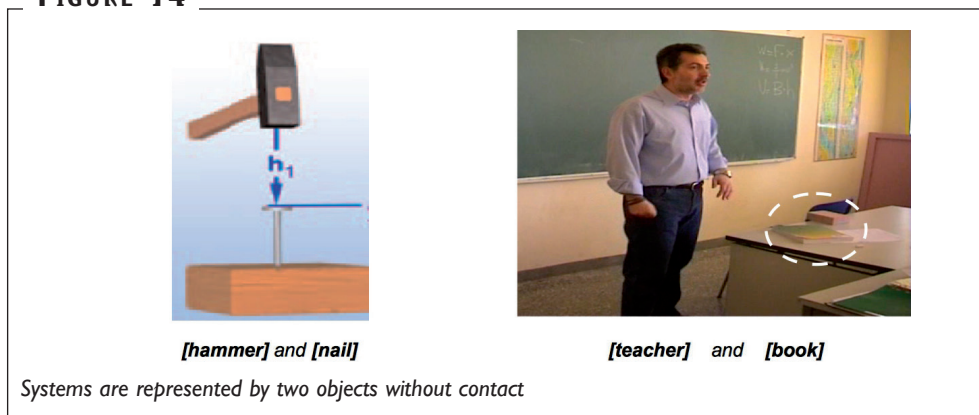 FIGURE 14
h₁
[hammer] and [nail]
[teacher] and [book]
Systems are represented by two objects without contact